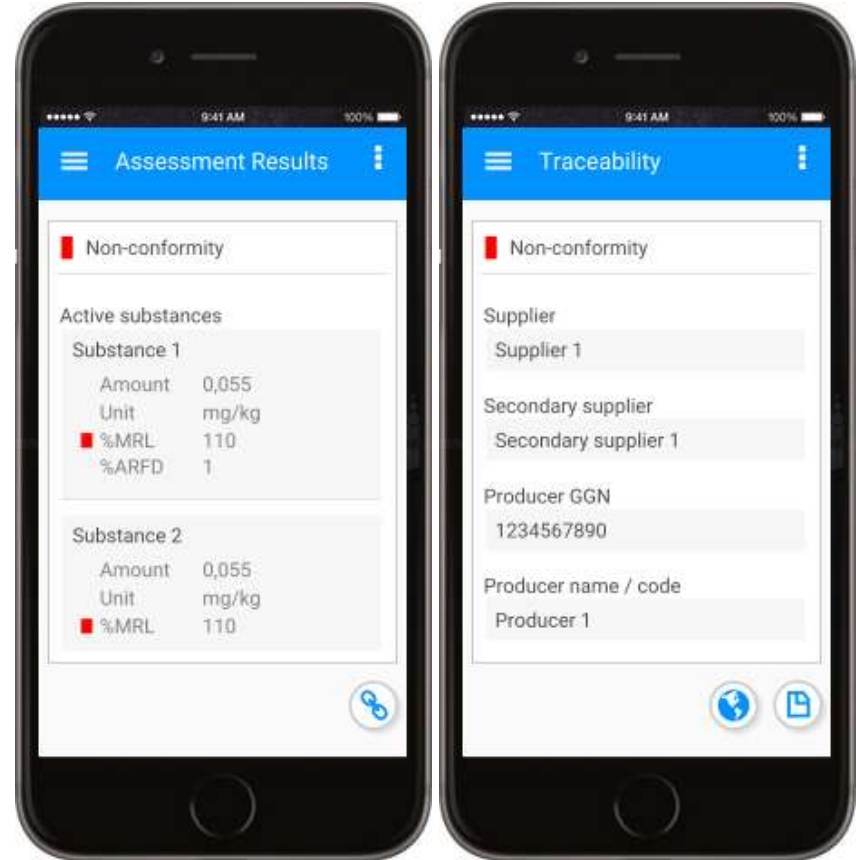 9:41 AM 100%
Assessment Results
Non-conformity
Active substances
Substance 1
Amount 0,055
Unit mg/kg
%MRL 110
%ARFD 1
Substance 2
Amount 0,055
Unit mg/kg
%MRL 110
9:41 AM 100%
Traceability
Non-conformity
Supplier
Supplier 1
Secondary supplier
Secondary supplier 1
Producer GGN
1234567890
Producer name / code
Producer 1